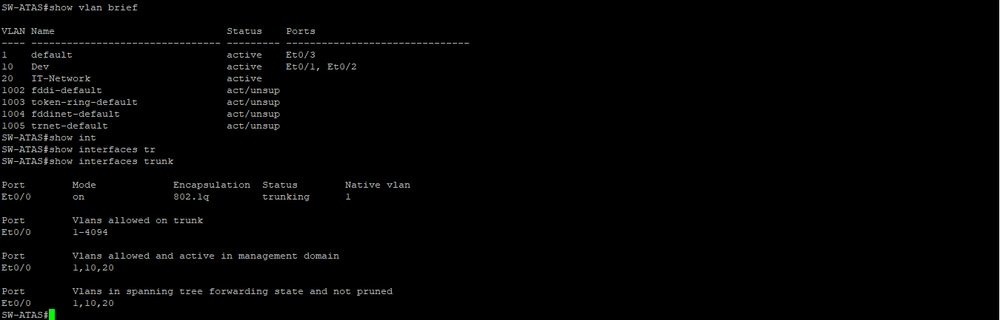 SW-ATAS#show vlan brief
VLAN Name                             Status    Ports
---- -------------------------------- --------- -------------------------------
1    default                          active    Et0/3
10   Dev                              active    Et0/1, Et0/2
20   IT-Network                       active
1002 fddi-default                     act/unsup
1003 token-ring-default               act/unsup
1004 fddinet-default                  act/unsup
1005 trnet-default                    act/unsup
SW-ATAS#show int
SW-ATAS#show interfaces tr
SW-ATAS#show interfaces trunk
Port        Mode             Encapsulation  Status        Native vlan
Et0/0       on               802.1q         trunking      1
Port        Vlans allowed on trunk
Et0/0       1-4094
Port        Vlans allowed and active in management domain
Et0/0       1,10,20
Port        Vlans in spanning tree forwarding state and not pruned
Et0/0       1,10,20
SW-ATAS#